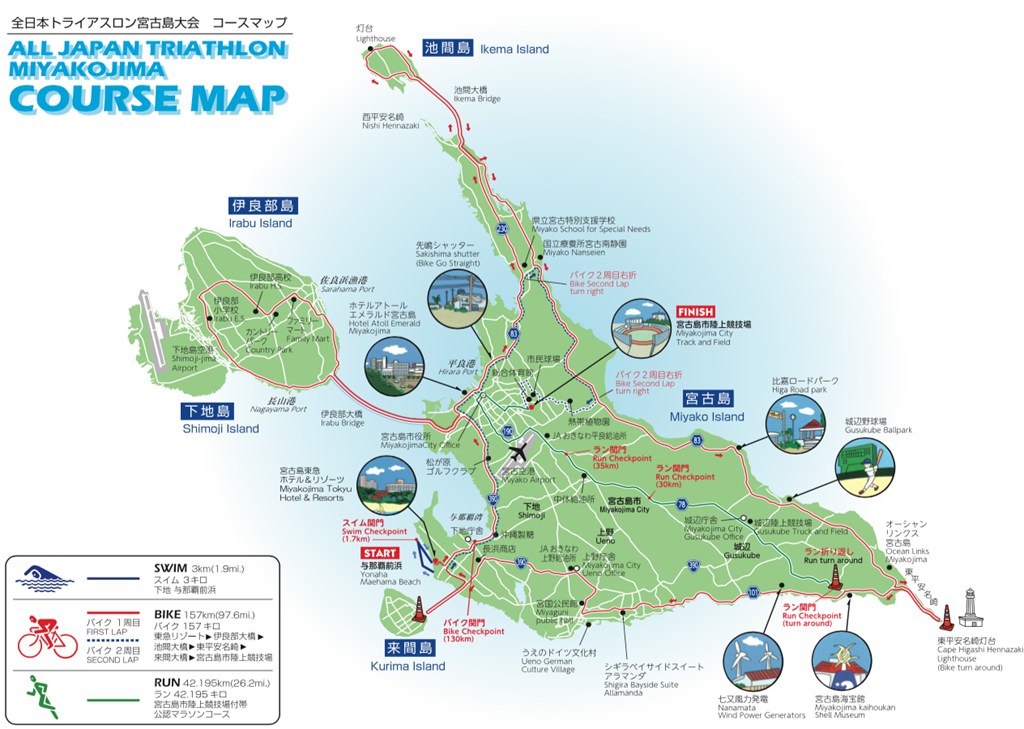 全日本トライアスロン宮古島大会　コースマップ
ALL JAPAN TRIATHLON
MIYAKOJIMA
COURSE MAP
灯台
Lighthouse
池間島 Ikema Island
池間大橋
Ikema Bridge
西平安名崎
Nishi Hennazaki
伊良部島
Irabu Island
230
県立宮古特別支援学校
Miyako School for Special Needs
国立療養所宮古南静園
Miyako Nanseien
先嶋シャッター
Sakishima shutter
(Bike Go Straight)
バイク2周目右折
Bike Second Lap
turn right
佐良浜漁港
Sarahama Port
伊良部高校
Irabu H.S.
伊良部
小学校
Irabu E.S.
ファミリー
マート
Family Mart
カントリー
パーク
Country Park
ホテルアトール
エメラルド宮古島
Hotel Atoll Emerald
Miyakojima
FINISH
宮古島市陸上競技場
Miyakojima City
Track and Field
83
下地島空港
Shimoji-jima
Airport
平良港
Hirara Port
新合体育館
市民球場
バイク2周目右折
Bike Second Lap
turn right
比嘉ロードパーク
Higa Road park
下地島
Shimoji Island
長山港
Nagayama Port
伊良部大橋
Irabu Bridge
宮古島
Miyako Island
熱帯植物園
城辺野球場
Gusukube Ballpark
宮古島市役所
MiyakojimaCity Office
190
JAおきなわ平良給油所
83
松が原
ゴルフクラブ
宮古空港
Miyako Airport
ラン関門
Run Checkpoint
(35km)
ラン関門
Run Checkpoint
(30km)
宮古島東急
ホテル&リゾーツ
Miyakojima Tokyu
Hotel & Resorts
390
中休給油所
宮古島市
Miyakojima City
78
下地
Shimoji
与那覇湾
スイム関門
Swim Checkpoint
(1.7km)
下地庁舎
沖縄製糖
上野
Ueno
城辺庁舎
Miyakojima City
Gusukube Office
城辺陸上競技場
Gusukube Truck and Field
オーシャン
リンクス
宮古島
Ocean Links
Miyakojima
START
与那覇前浜
Yonaha
Maehama Beach
長浜商店
JAおきなわ
上野給油所
上野庁舎
Miyakojima City
Ueno Office
城辺
Gusukube
ラン折り返し
Run turn around
390
390
東平安名崎
宮国公民館
Miyaguni
public hall
101
ラン関門
Run Checkpoint
(turn around)
バイク関門
Bike Checkpoint
(130km)
来間島
Kurima Island
うえのドイツ文化村
Ueno German
Culture Village
シギラベイサイドスイート
アラマンダ
Shigira Bayside Suite
Allamanda
七又風力発電
Nanamata
Wind Power Generators
宮古島海宝館
Miyakojima kaihoukan
Shell Museum
東平安名崎灯台
Cape Higashi Hennazaki
Lighthouse
(Bike turn around)
SWIM 3km(1.9mi.)
スイム 3キロ
下地 与那覇前浜
BIKE 157km(97.6mi.)
バイク 1周目
FIRST LAP
バイク 2周目
SECOND LAP
バイク 157キロ
東急リゾート▶伊良部大橋▶
池間大橋▶東平安名崎▶
来間大橋▶宮古島市陸上競技場
RUN 42.195km(26.2mi.)
ラン 42.195キロ
宮古島市陸上競技場付帯
公認マラソンコース